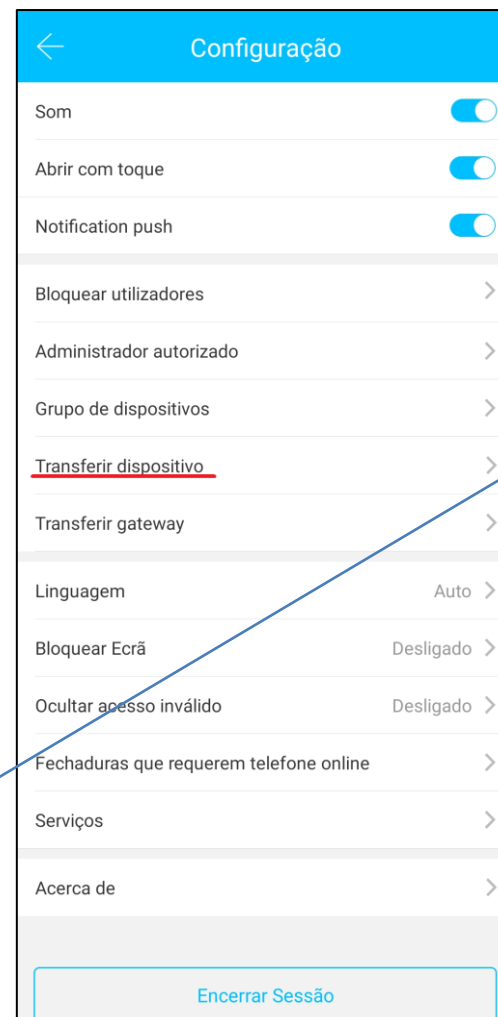 Configuração
Som
Abrir com toque
Notification push
Bloquear utilizadores
Administrador autorizado
Grupo de dispositivos
Transferir dispositivo
Transferir gateway
Linguagem Auto
Bloquear Ecrã Desligado
Ocultar acesso inválido Desligado
Fechaduras que requerem telefone online
Serviços
Acerca de
Encerrar Sessão